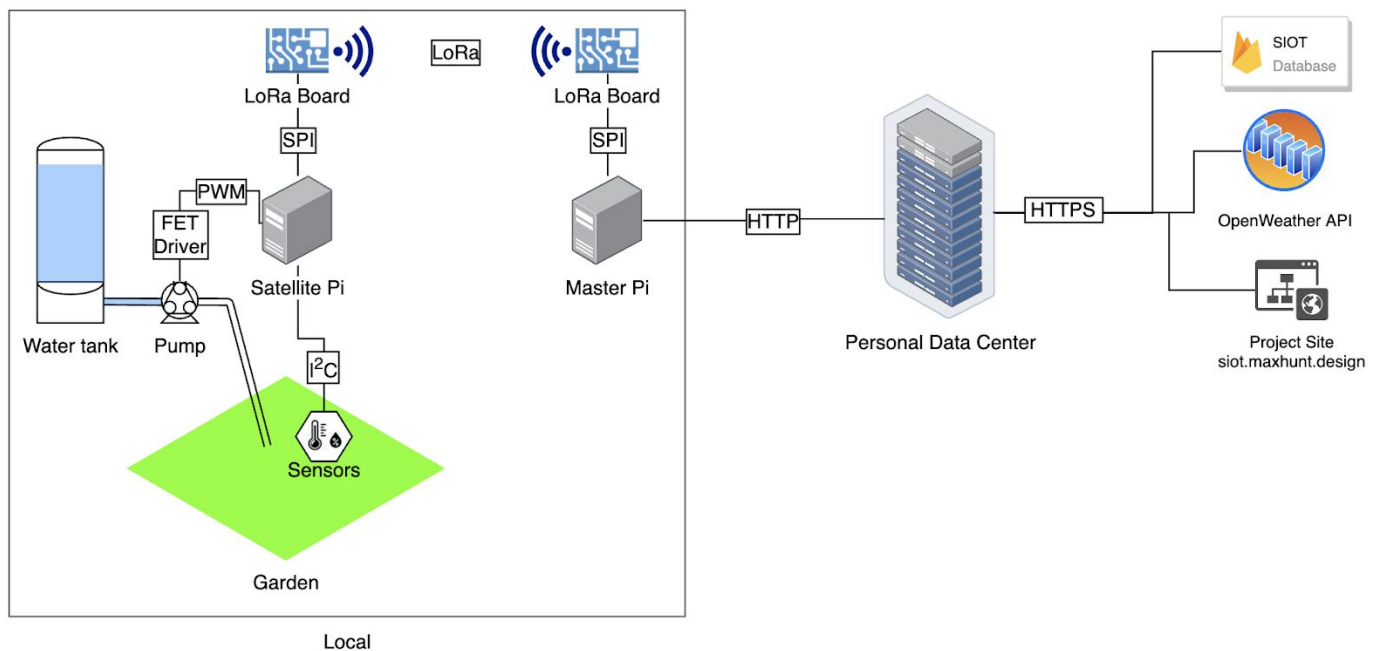 LoRa
SIOT
Database
LoRa Board
LoRa Board
SPI
SPI
PWM
FET
Driver
HTTP
HTTPS
OpenWeather API
Satellite Pi
Master Pi
Water tank
Pump
Personal Data Center
Project Site
siot.maxhunt.design
I²C
%
Sensors
Garden
Local